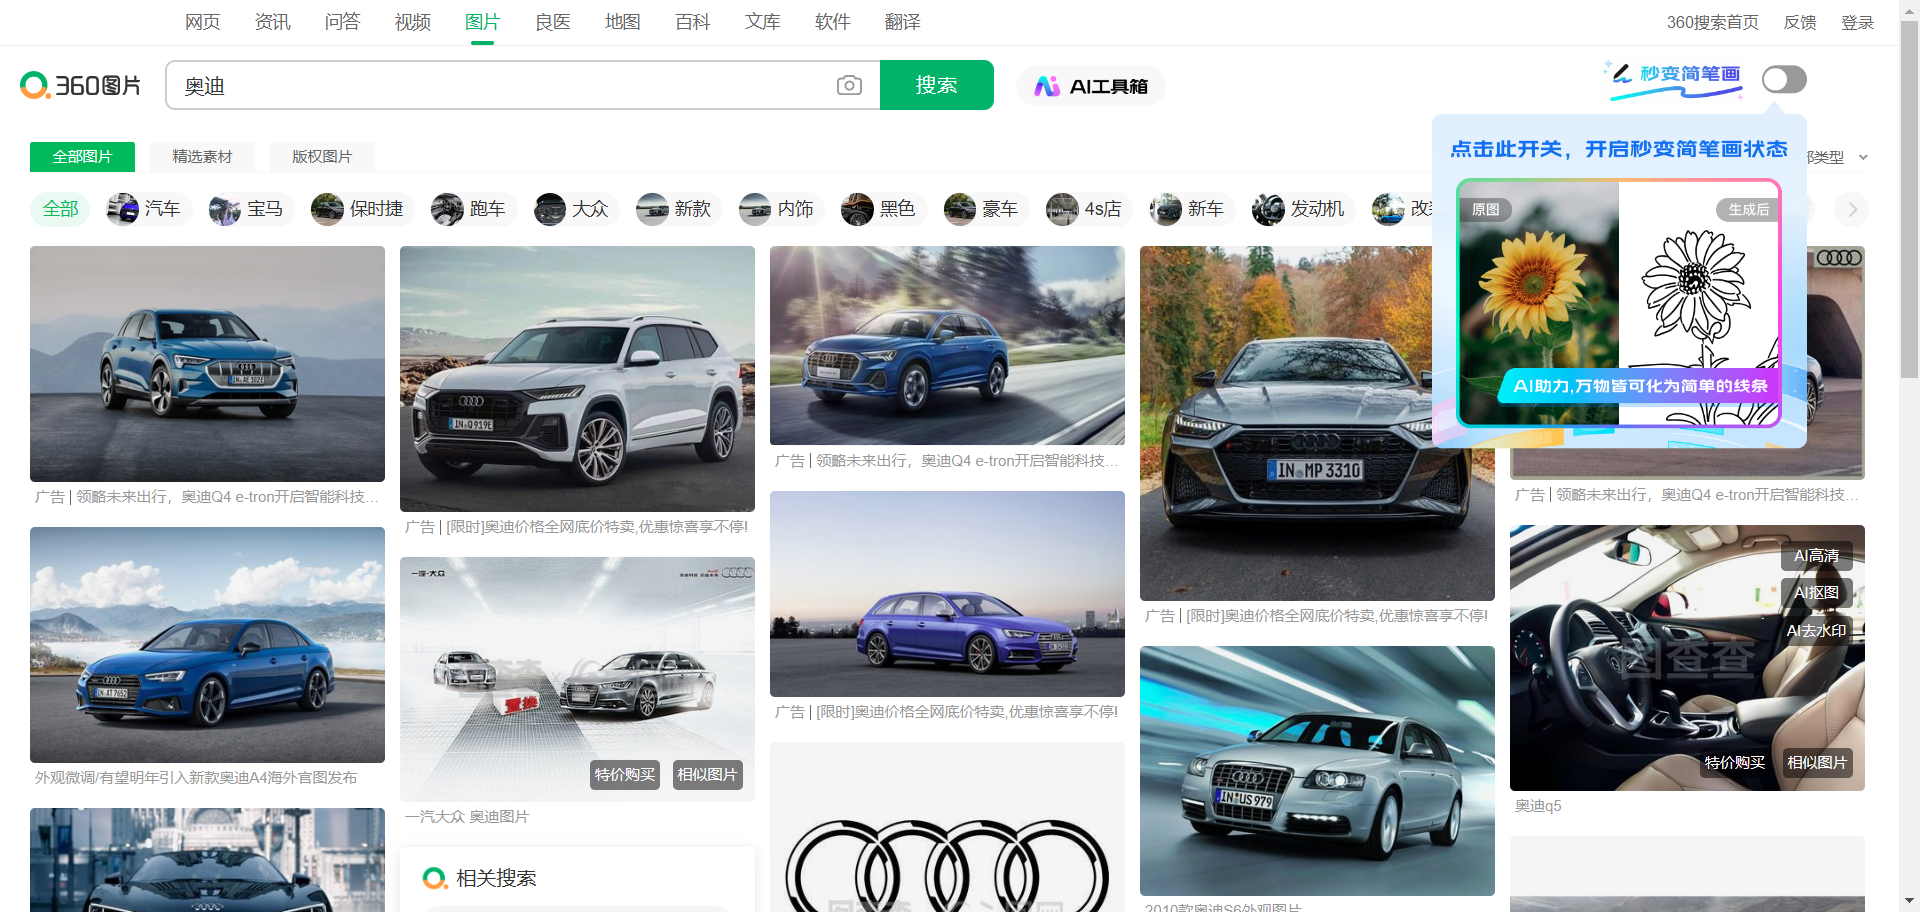 网页 资讯 问答 视频 图片 良医 地图 百科 文库 软件 翻译 360搜索首页 反馈 登录
360图片 奥迪 搜索 AI工具箱 秒变简笔画
点击此开关，开启秒变简笔画状态
全部图片 精选素材 版权图片 类型
全部 汽车 宝马 保时捷 跑车 大众 新款 内饰 黑色 豪车 4s店 新车 发动机 改
原图 生成后
AI助力,万物皆可化为简单的线条
IN·AE 302E
IN·Q 919E
IN·MP 3310
广告 | 领略未来出行，奥迪Q4 e-tron开启智能科技...
广告 | [限时]奥迪价格全网底价特卖,优惠惊喜享不停!
广告 | 领略未来出行，奥迪Q4 e-tron开启智能科技...
广告 | [限时]奥迪价格全网底价特卖,优惠惊喜享不停!
广告 | 领略未来出行，奥迪Q4 e-tron开启智能科技...
IN·AT 7652
外观微调/有望明年引入新款奥迪A4海外官图发布
一汽-大众 Audi
置换
特价购买 相似图片
一汽大众 奥迪图片
广告 | [限时]奥迪价格全网底价特卖,优惠惊喜享不停!
IN·US 979
2010款奥迪S6外观图片
AI高清
AI抠图
AI去水印
图查查
特价购买 相似图片
奥迪q5
相关搜索